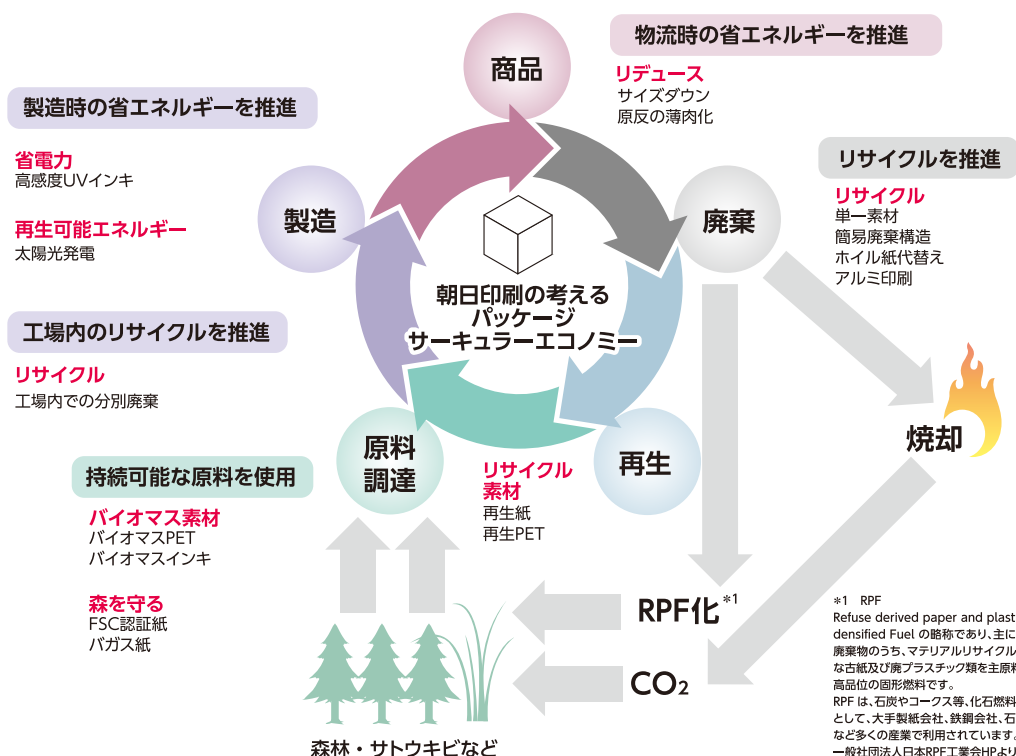 商品
物流時の省エネルギーを推進
リデュース
サイズダウン
原反の薄肉化
製造時の省エネルギーを推進
省電力
高感度UVインキ
再生可能エネルギー
太陽光発電
製造
廃棄
リサイクルを推進
リサイクル
単一素材
簡易廃棄構造
ホイル紙代替え
アルミ印刷
朝日印刷の考える
パッケージ
サーキュラーエコノミー
工場内のリサイクルを推進
リサイクル
工場内での分別廃棄
焼却
原料
調達
再生
リサイクル
素材
再生紙
再生PET
持続可能な原料を使用
バイオマス素材
バイオマスPET
バイオマスインキ
森を守る
FSC認証紙
バガス紙
RPF化*1
CO2
森林・サトウキビなど
*1 RPF
Refuse derived paper and plast
densified Fuel の略称であり、主に
廃棄物のうち、マテリアルリサイクル
な古紙及び廃プラスチック類を主原料
高品位の固形燃料です。
RPF は、石炭やコークス等、化石燃料
として、大手製紙会社、鉄鋼会社、石
など多くの産業で利用されています。
一般社団法人日本RPF工業会HPより